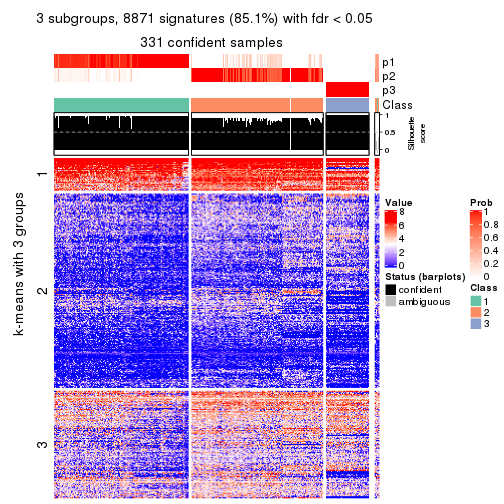 3 subgroups, 8871 signatures (85.1%) with fdr < 0.05
331 confident samples
p1
p2
p3
Class
1
0.5
0
Silhouette
score
k-means with 3 groups
1
2
3
Value
8
6
4
2
0
Status (barplots)
confident
ambiguous
Prob
1
0.8
0.6
0.4
0.2
0
Class
1
2
3